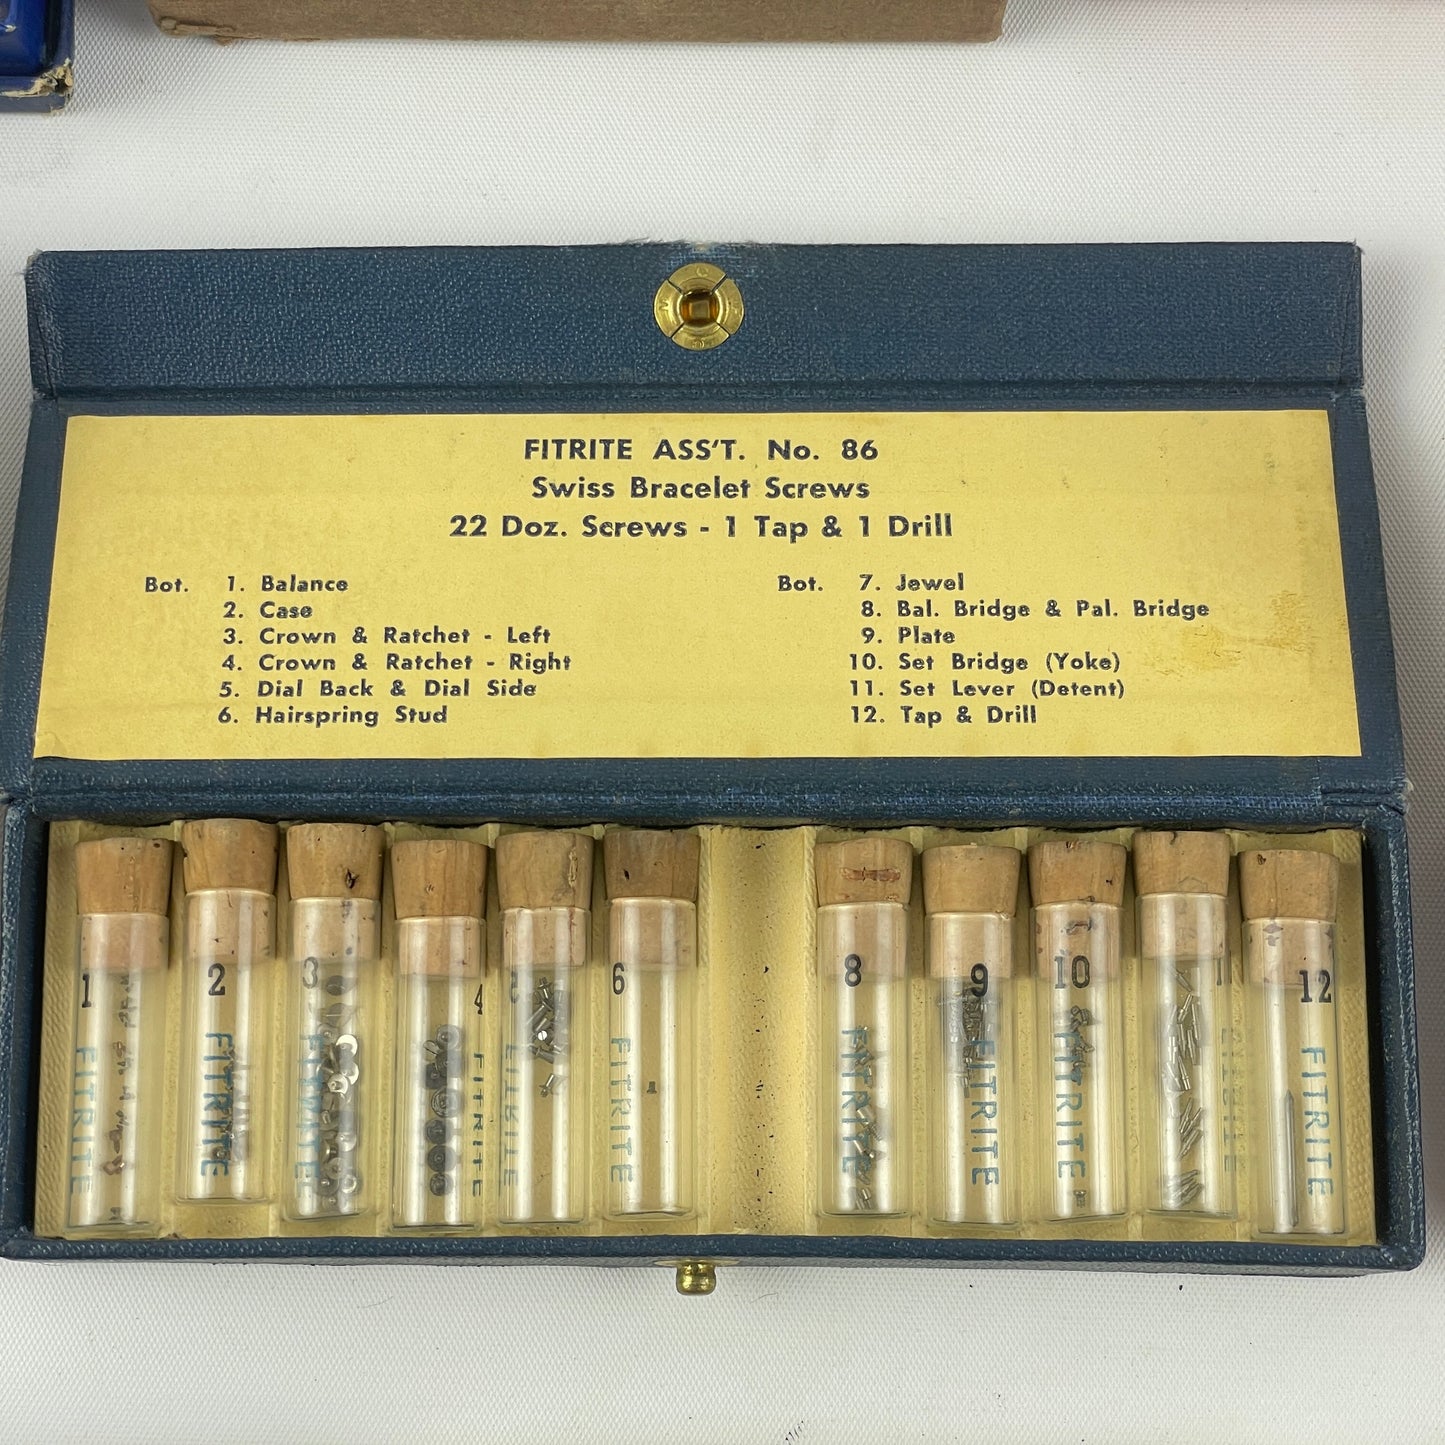 FITRITE ASS'T. No. 86
Swiss Bracelet Screws
22 Doz. Screws - 1 Tap & 1 Drill
Bot. 1. Balance
2. Case
3. Crown & Ratchet - Left
4. Crown & Ratchet - Right
5. Dial Back & Dial Side
6. Hairspring Stud
Bot. 7. Jewel
8. Bal. Bridge & Pal. Bridge
9. Plate
10. Set Bridge (Yoke)
11. Set Lever (Detent)
12. Tap & Drill
1
FITRITE
2
FITRITE
3
FITRITE
4
FITRITE
5
FITRITE
6
FITRITE
8
FITRITE
9
FITRITE
10
FITRITE
11
12
FITRITE